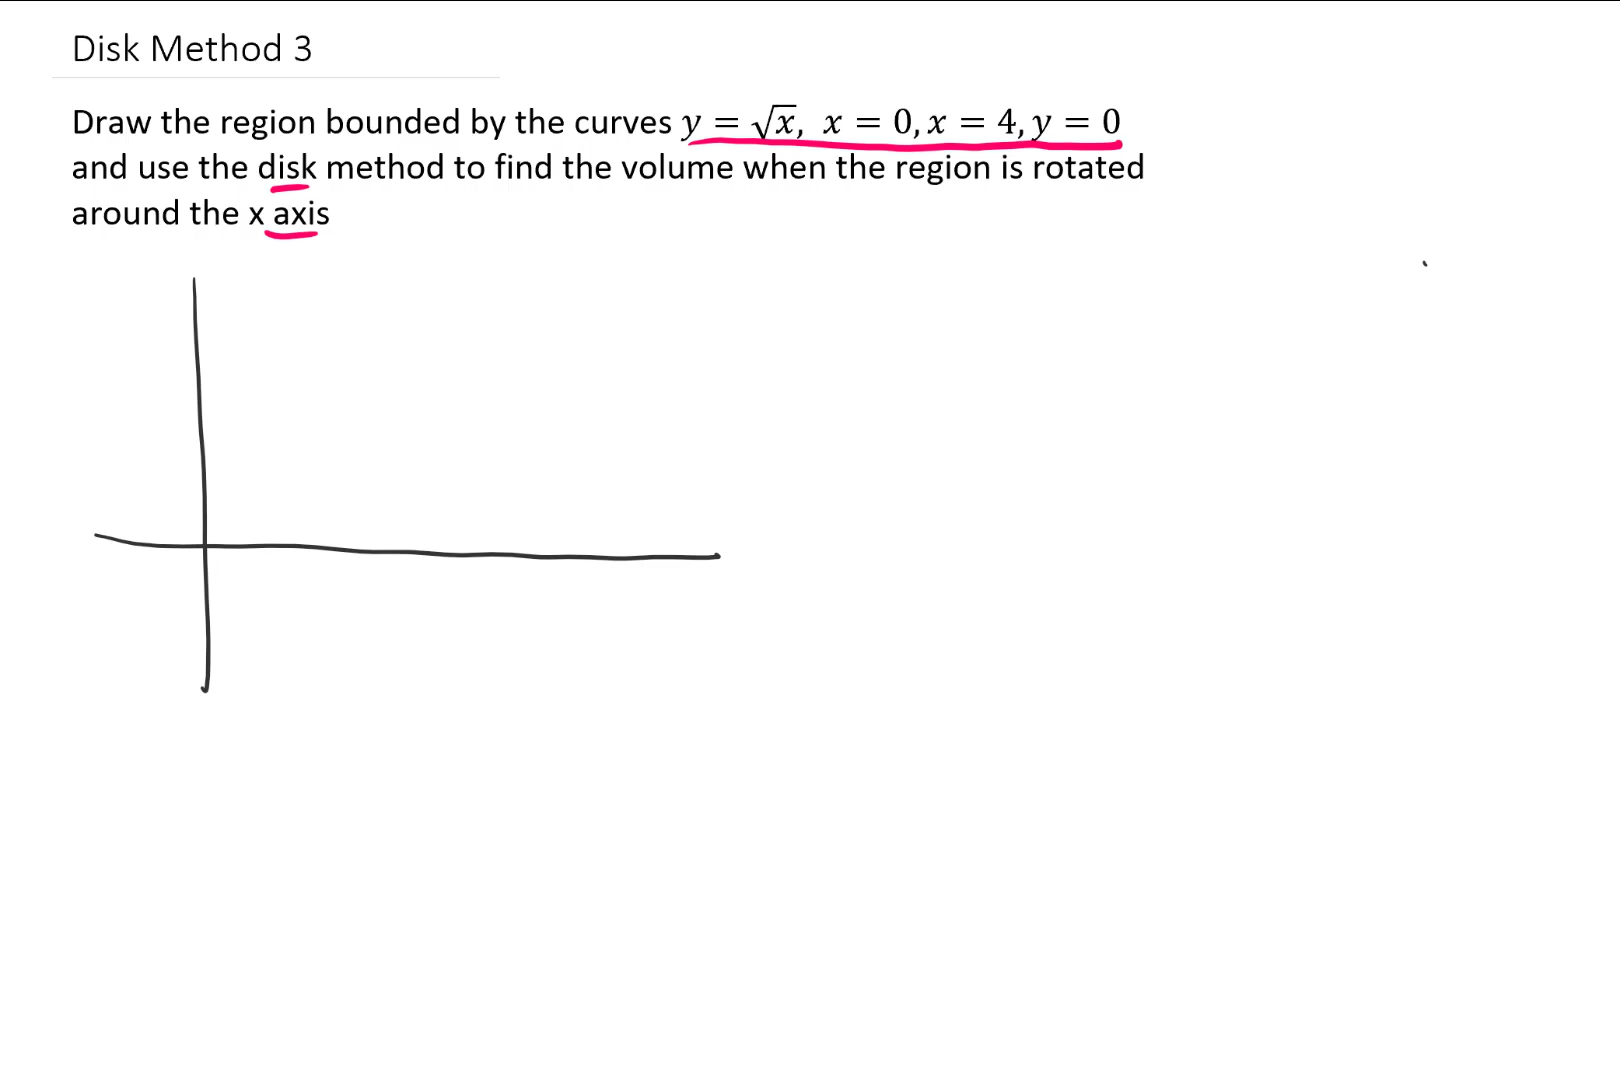 Disk Method 3
Draw the region bounded by the curves y = √x, x = 0, x = 4, y = 0
and use the disk method to find the volume when the region is rotated
around the x axis